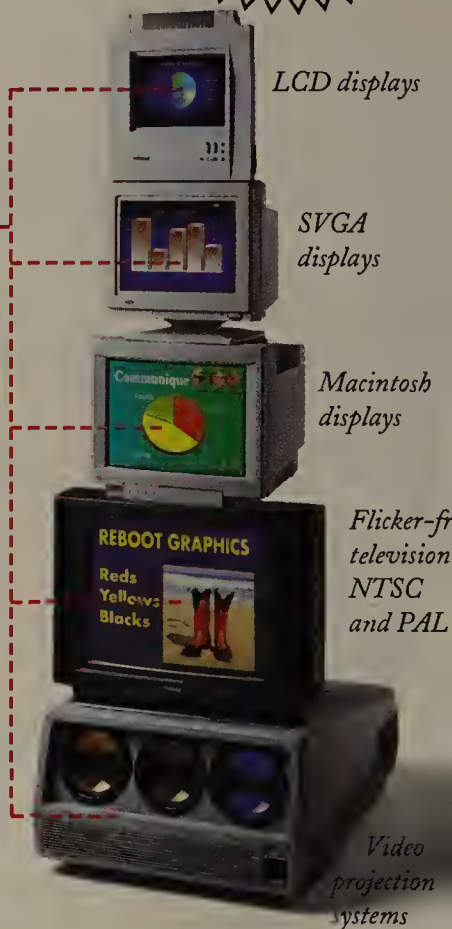 LCD displays
SVGA
displays
Communique
Macintosh
displays
REBOOT GRAPHICS
Reds
Yellows
Blacks
Flicker-fr
television
NTSC
and PAL
Video
projection
systems